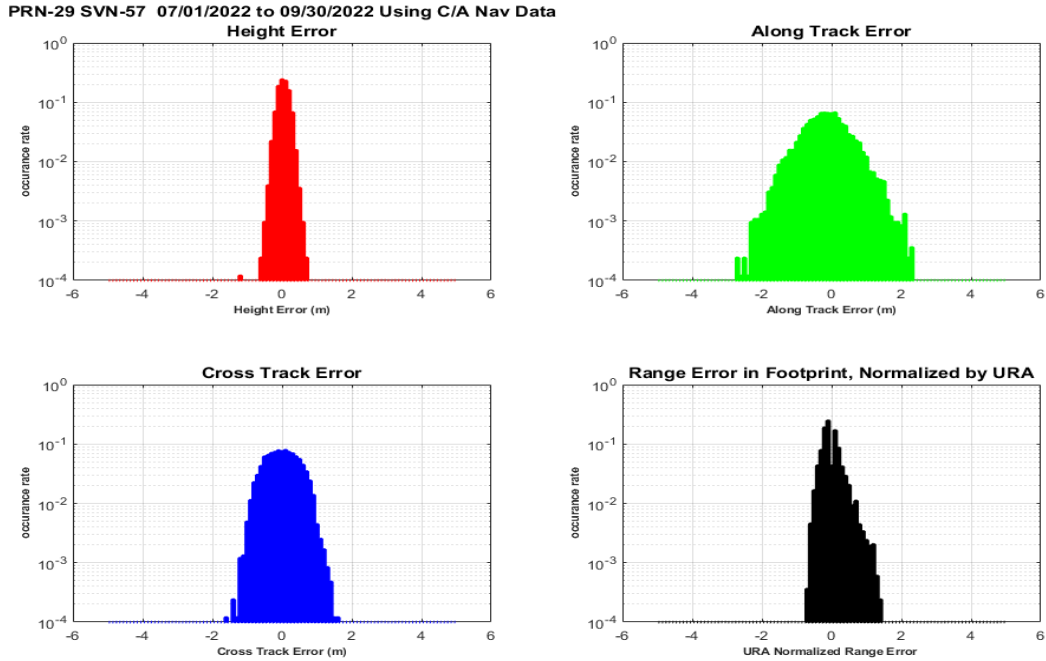 PRN-29 SVN-57 07/01/2022 to 09/30/2022 Using C/A Nav Data
Height Error
10^0
10^-1
10^-2
10^-3
10^-4
occurance rate
-6 -4 -2 0 2 4 6
Height Error (m)
Along Track Error
10^0
10^-1
10^-2
10^-3
10^-4
occurance rate
-6 -4 -2 0 2 4 6
Along Track Error (m)
Cross Track Error
10^0
10^-1
10^-2
10^-3
10^-4
occurance rate
-6 -4 -2 0 2 4 6
Cross Track Error (m)
Range Error in Footprint, Normalized by URA
10^0
10^-1
10^-2
10^-3
10^-4
occurance rate
-6 -4 -2 0 2 4 6
URA Normalized Range Error